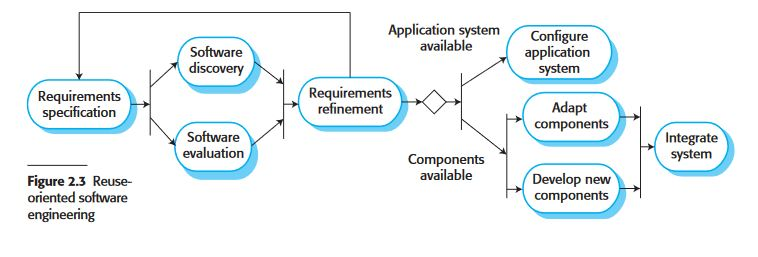 Requirements
specification
Software
discovery
Software
evaluation
Requirements
refinement
Application system
available
Components
available
Configure
application
system
Adapt
components
Develop new
components
Integrate
system
Figure 2.3 Reuse-
oriented software
engineering